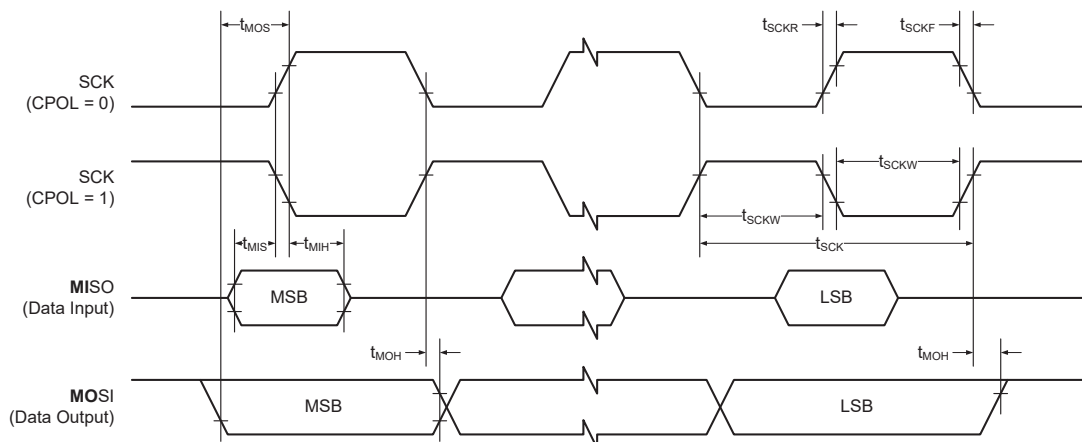 tMOS
tSCKR
tSCKF
SCK
(CPOL = 0)
SCK
(CPOL = 1)
tSCKW
tSCKW
tMIS
tMIH
tSCK
MISO
(Data Input)
MSB
LSB
tMOH
tMOH
MOSI
(Data Output)
MSB
LSB